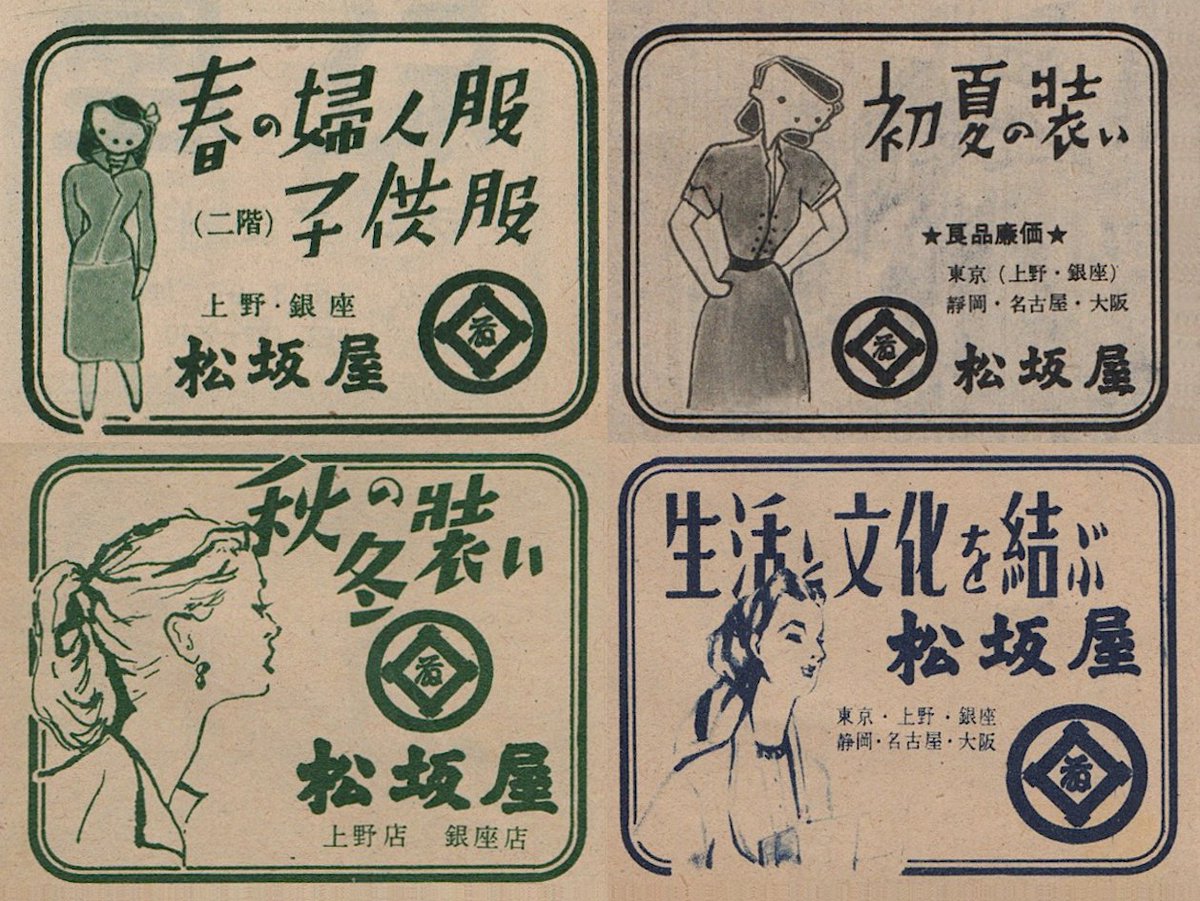 春の婦人服
子供服
(二階)
上野・銀座
松坂屋
初夏の装い
★良品廉価★
東京(上野・銀座)
静岡・名古屋・大阪
松坂屋
秋の装い
冬
松坂屋
上野店 銀座店
生活と文化を結ぶ
松坂屋
東京・上野・銀座
静岡・名古屋・大阪